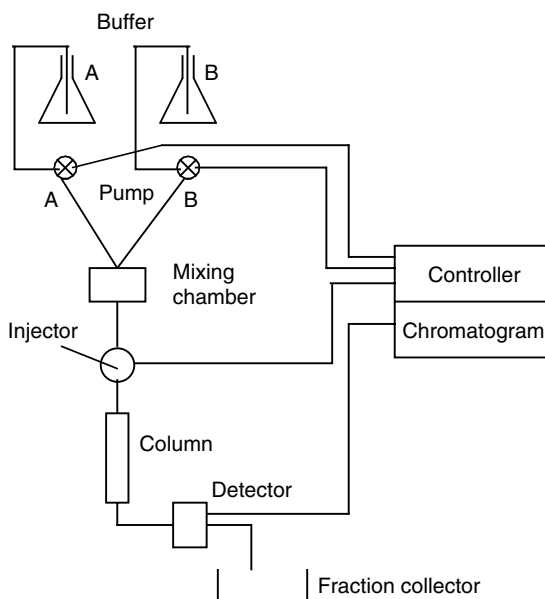 Buffer
A
B
Pump
A
B
Mixing
chamber
Controller
Chromatogram
Injector
Column
Detector
Fraction collector